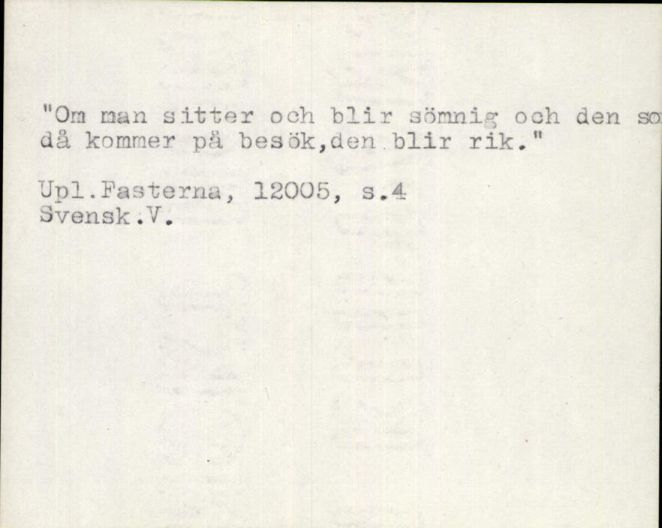 "Om man sitter och blir sömnig och den so
då kommer på besök,den blir rik."
Upl.Fasterna, 12005, s.4
Svensk.V.